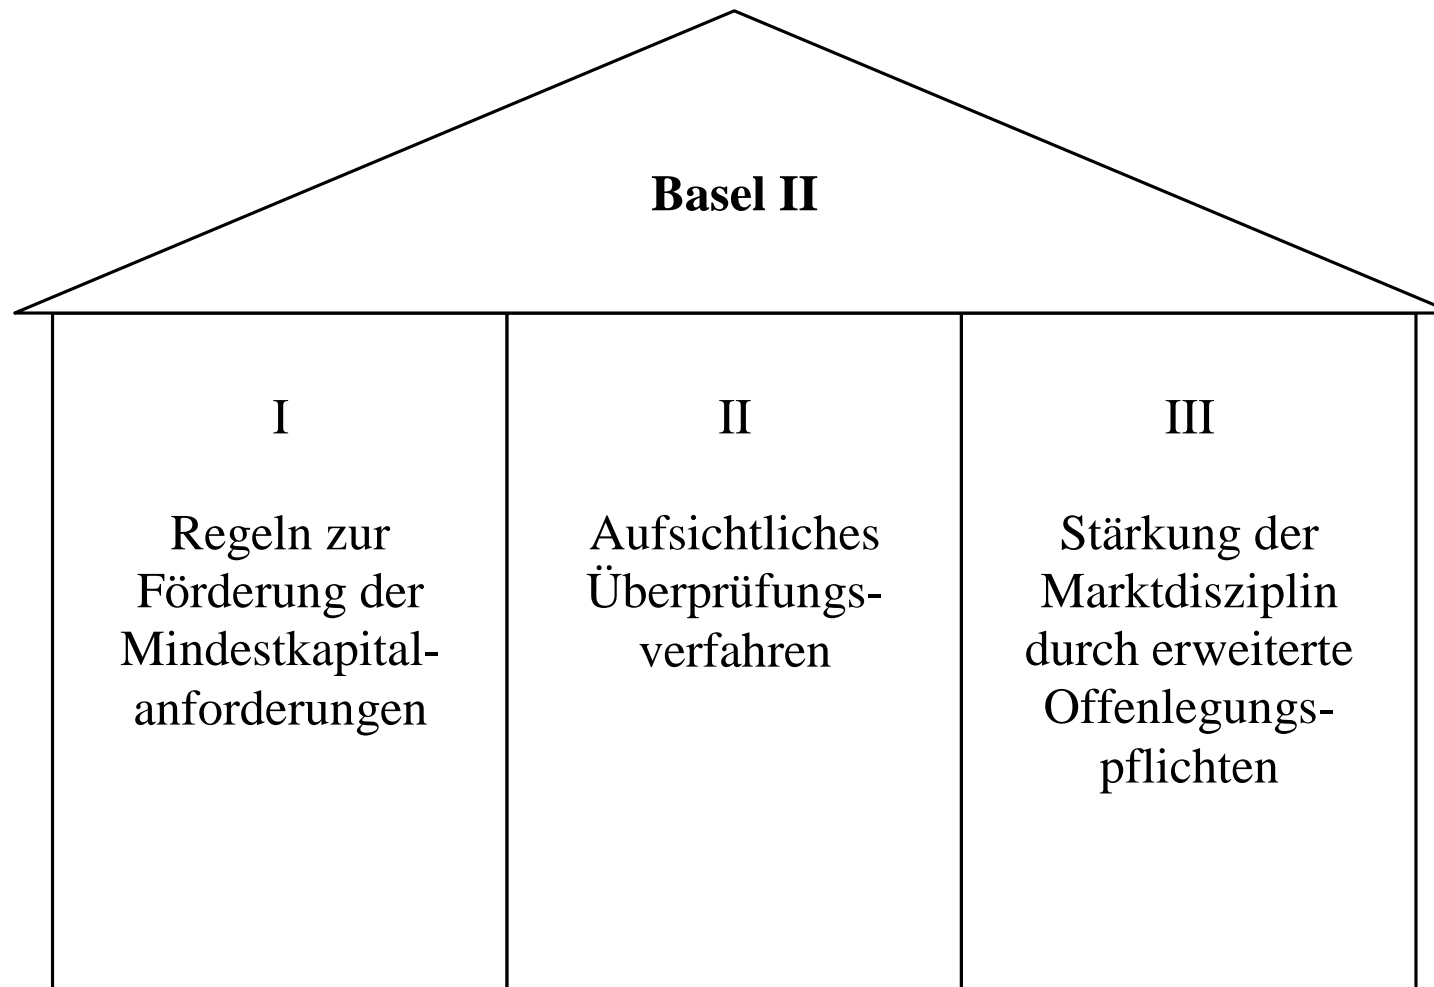 Basel II
I
Regeln zur
Förderung der
Mindestkapital-
anforderungen
II
Aufsichtliches
Überprüfungs-
verfahren
III
Stärkung der
Marktdisziplin
durch erweiterte
Offenlegungs-
pflichten